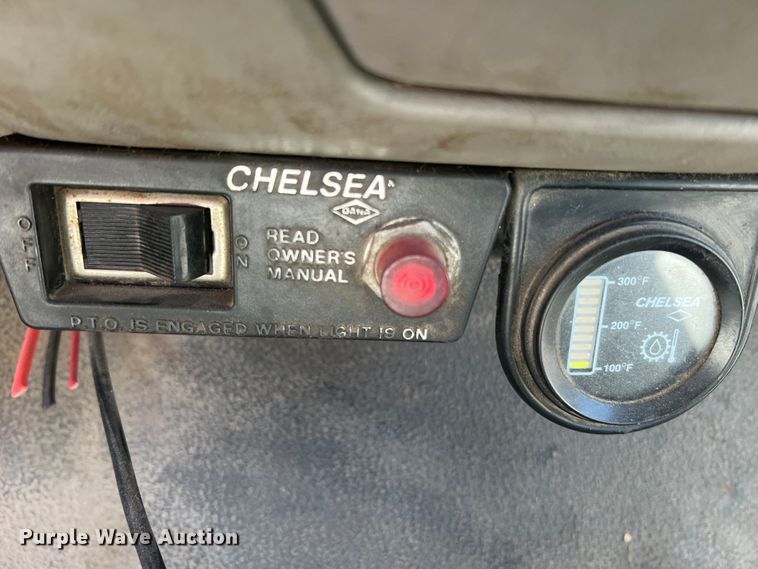 CHELSEA
DANA
P.T.O.
ON
READ
OWNER'S
MANUAL
P.T.O. IS ENGAGED WHEN LIGHT IS ON
300°F
CHELSEA
200°F
100°F
Purple Wave Auction